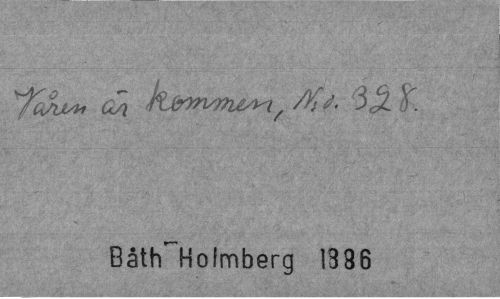 Våren är kommen, N:o. 328.
Båth-Holmberg 1886